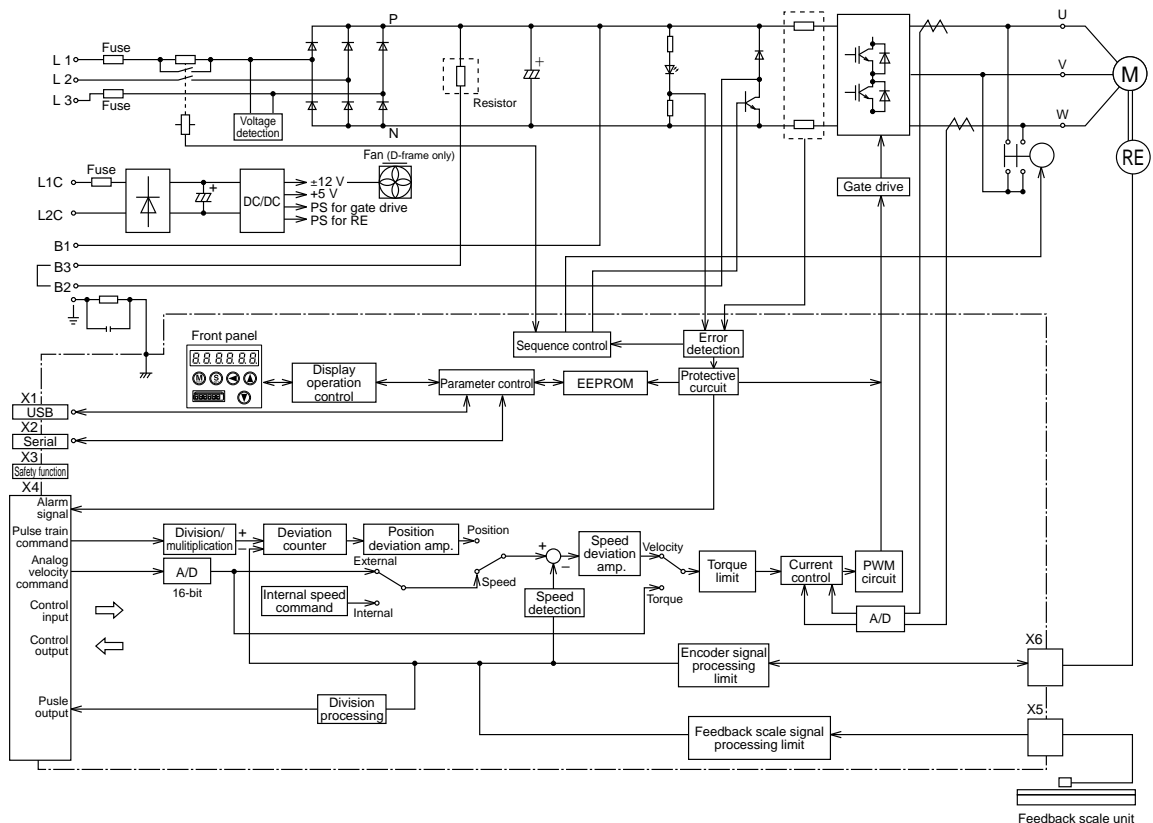 P
U
Fuse
L 1
L 2
L 3
Fuse
Voltage
detection
Resistor
N
V
W
M
RE
Fan (D-frame only)
Fuse
L1C
L2C
DC/DC
±12 V
+5 V
PS for gate drive
PS for RE
Gate drive
B1
B3
B2
Front panel
8.8.8.8.8.8.
M
S
Display
operation
control
Sequence control
Error
detection
Parameter control
EEPROM
Protective
curcuit
X1
USB
X2
Serial
X3
Safety function
X4
Alarm
signal
Pulse train
command
Division/
multiplication
+
−
Deviation
counter
Position
deviation amp.
Position
Analog
velocity
command
A/D
16-bit
External
Internal speed
command
Internal
Speed
+
−
Speed
deviation
amp.
Speed
detection
Velocity
Torque
Torque
limit
Current
control
PWM
circuit
A/D
Control
input
Control
output
Pusle
output
Division
processing
Encoder signal
processing
limit
X6
Feedback scale signal
processing limit
X5
Feedback scale unit